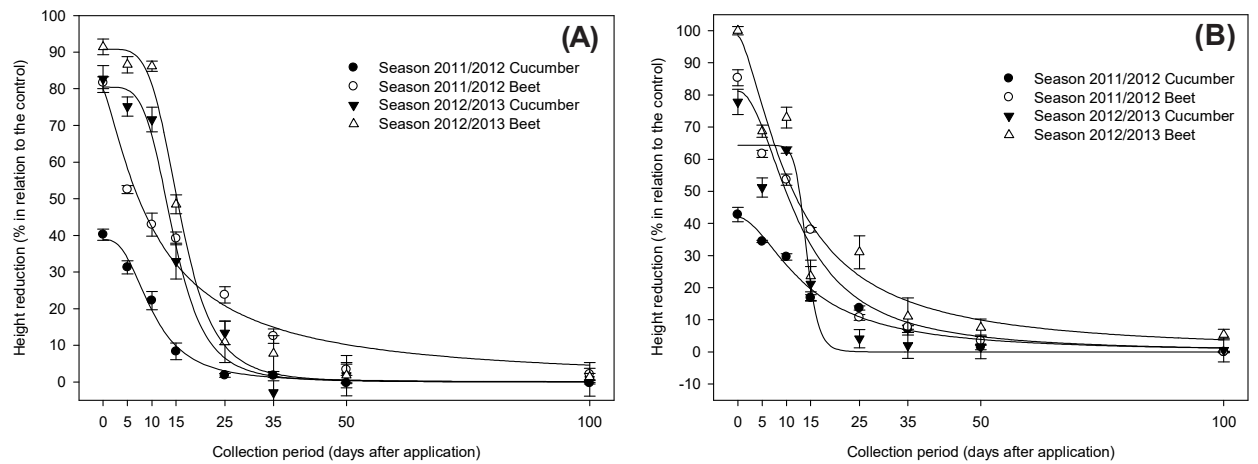 (A)
Height reduction (% in relation to the control)
100
90
80
70
60
50
40
30
20
10
0
Season 2011/2012 Cucumber
Season 2011/2012 Beet
Season 2012/2013 Cucumber
Season 2012/2013 Beet
0 5 10 15 25 35 50 100
Collection period (days after application)
(B)
Height reduction (% in relation to the control)
100
90
80
70
60
50
40
30
20
10
0
-10
Season 2011/2012 Cucumber
Season 2011/2012 Beet
Season 2012/2013 Cucumber
Season 2012/2013 Beet
0 5 10 15 25 35 50 100
Collection period (days after application)